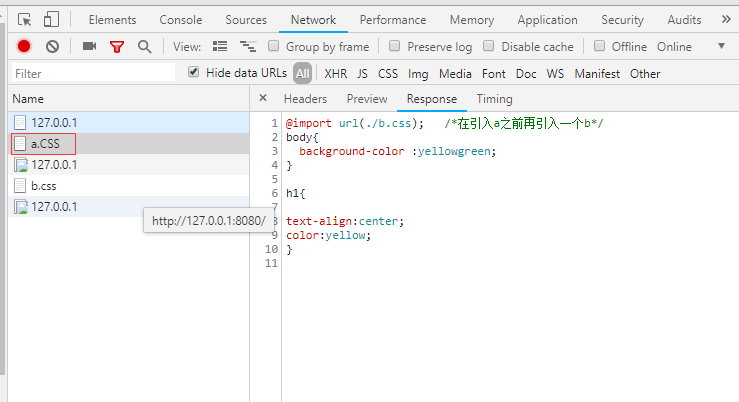 Elements Console Sources Network Performance Memory Application Security Audits »
View: Group by frame Preserve log Disable cache Offline Online
Filter Hide data URLs All XHR JS CSS Img Media Font Doc WS Manifest Other
Name
127.0.0.1
a.CSS
127.0.0.1
b.css
127.0.0.1
http://127.0.0.1:8080/
× Headers Preview Response Timing
1 @import url(./b.css); /*在引入a之前再引入一个b*/
2 body{
3 background-color :yellowgreen;
4 }
5
6 h1{
7
8 text-align:center;
9 color:yellow;
10 }
11